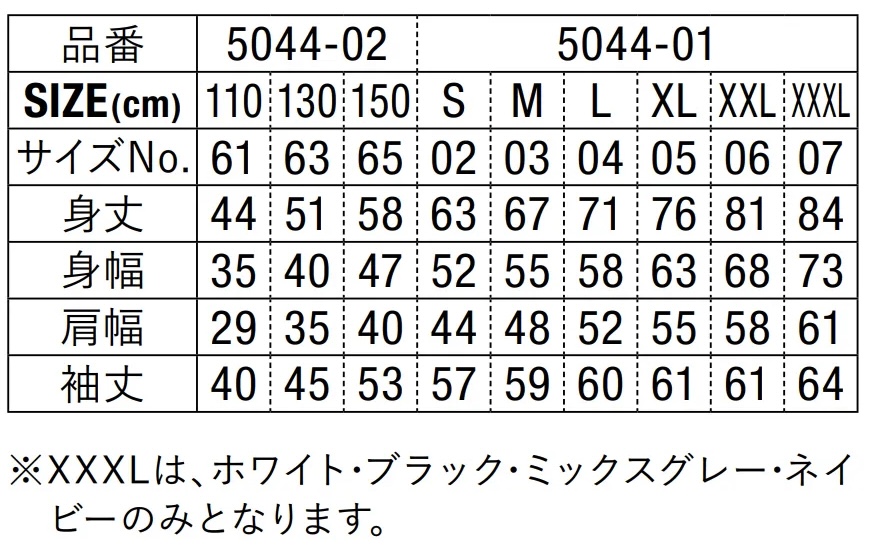 品番 5044-02 5044-01
SIZE(cm) 110 130 150 S M L XL XXL XXXL
サイズNo. 61 63 65 02 03 04 05 06 07
身丈 44 51 58 63 67 71 76 81 84
身幅 35 40 47 52 55 58 63 68 73
肩幅 29 35 40 44 48 52 55 58 61
袖丈 40 45 53 57 59 60 61 61 64
※XXXLは、ホワイト・ブラック・ミックスグレー・ネイ
ビーのみとなります。